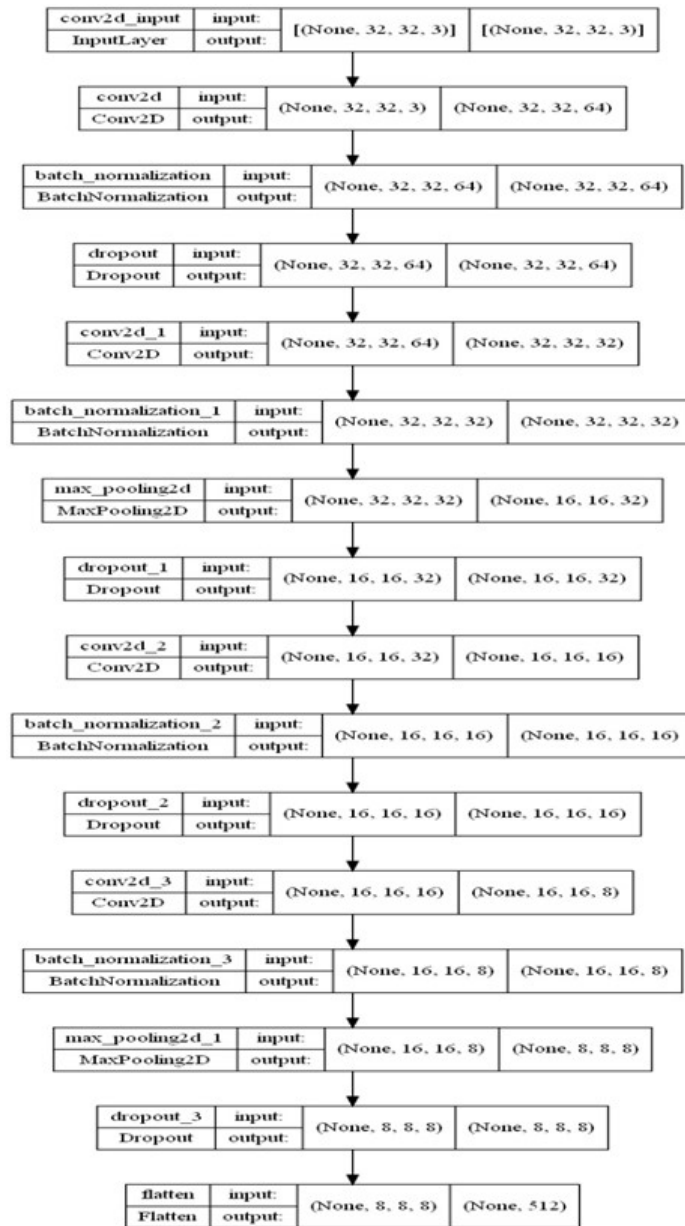 conv2d_input input: [(None, 32, 32, 3)] [(None, 32, 32, 3)]
InputLayer output:
conv2d input: (None, 32, 32, 3) (None, 32, 32, 64)
Conv2D output:
batch_normalization input: (None, 32, 32, 64) (None, 32, 32, 64)
BatchNormalization output:
dropout input: (None, 32, 32, 64) (None, 32, 32, 64)
Dropout output:
conv2d_1 input: (None, 32, 32, 64) (None, 32, 32, 32)
Conv2D output:
batch_normalization_1 input: (None, 32, 32, 32) (None, 32, 32, 32)
BatchNormalization output:
max_pooling2d input: (None, 32, 32, 32) (None, 16, 16, 32)
MaxPooling2D output:
dropout_1 input: (None, 16, 16, 32) (None, 16, 16, 32)
Dropout output:
conv2d_2 input: (None, 16, 16, 32) (None, 16, 16, 16)
Conv2D output:
batch_normalization_2 input: (None, 16, 16, 16) (None, 16, 16, 16)
BatchNormalization output:
dropout_2 input: (None, 16, 16, 16) (None, 16, 16, 16)
Dropout output:
conv2d_3 input: (None, 16, 16, 16) (None, 16, 16, 8)
Conv2D output:
batch_normalization_3 input: (None, 16, 16, 8) (None, 16, 16, 8)
BatchNormalization output:
max_pooling2d_1 input: (None, 16, 16, 8) (None, 8, 8, 8)
MaxPooling2D output:
dropout_3 input: (None, 8, 8, 8) (None, 8, 8, 8)
Dropout output:
flatten input: (None, 8, 8, 8) (None, 512)
Flatten output: